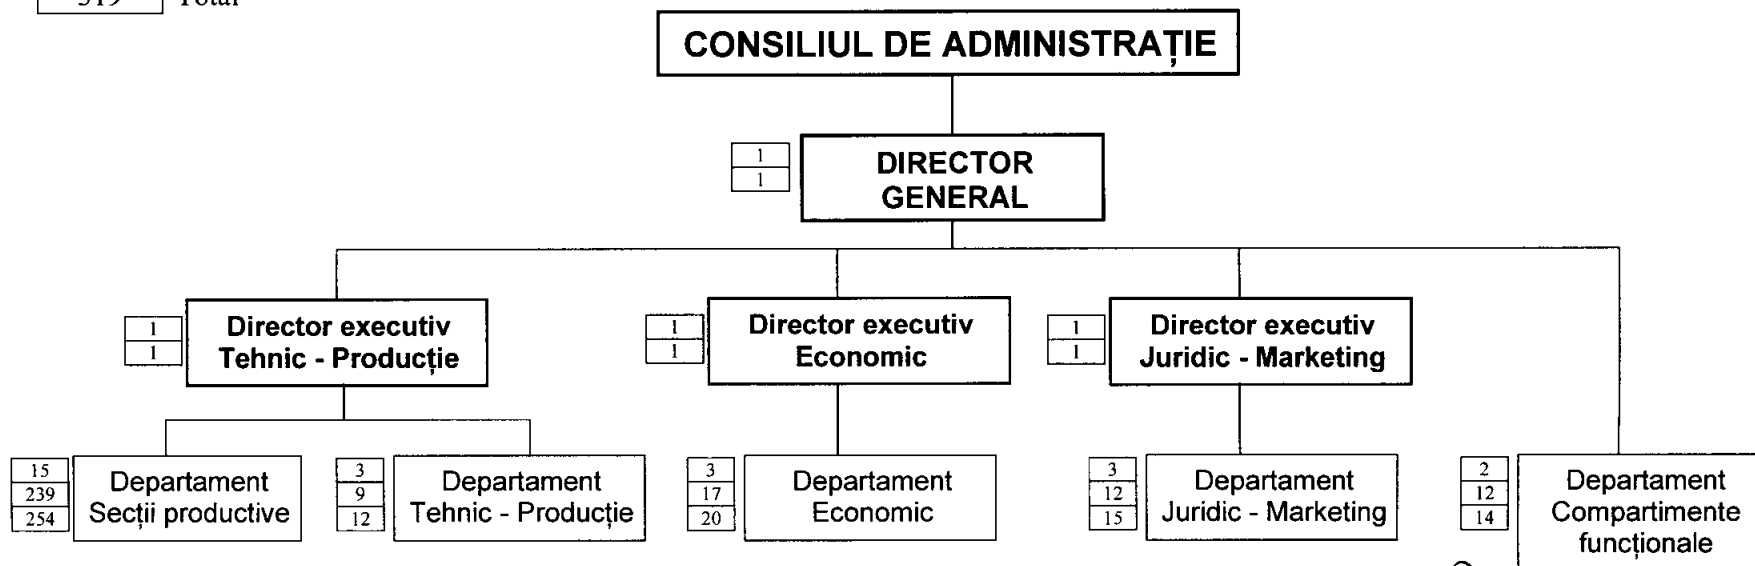 319 Total
CONSILIUL DE ADMINISTRAȚIE
1
1
DIRECTOR
GENERAL
1
1
Director executiv
Tehnic - Producție
1
1
Director executiv
Economic
1
1
Director executiv
Juridic - Marketing
15
239
254
Departament
Secții productive
3
9
12
Departament
Tehnic - Producție
3
17
20
Departament
Economic
3
12
15
Departament
Juridic - Marketing
2
12
14
Departament
Compartimente
funcționale